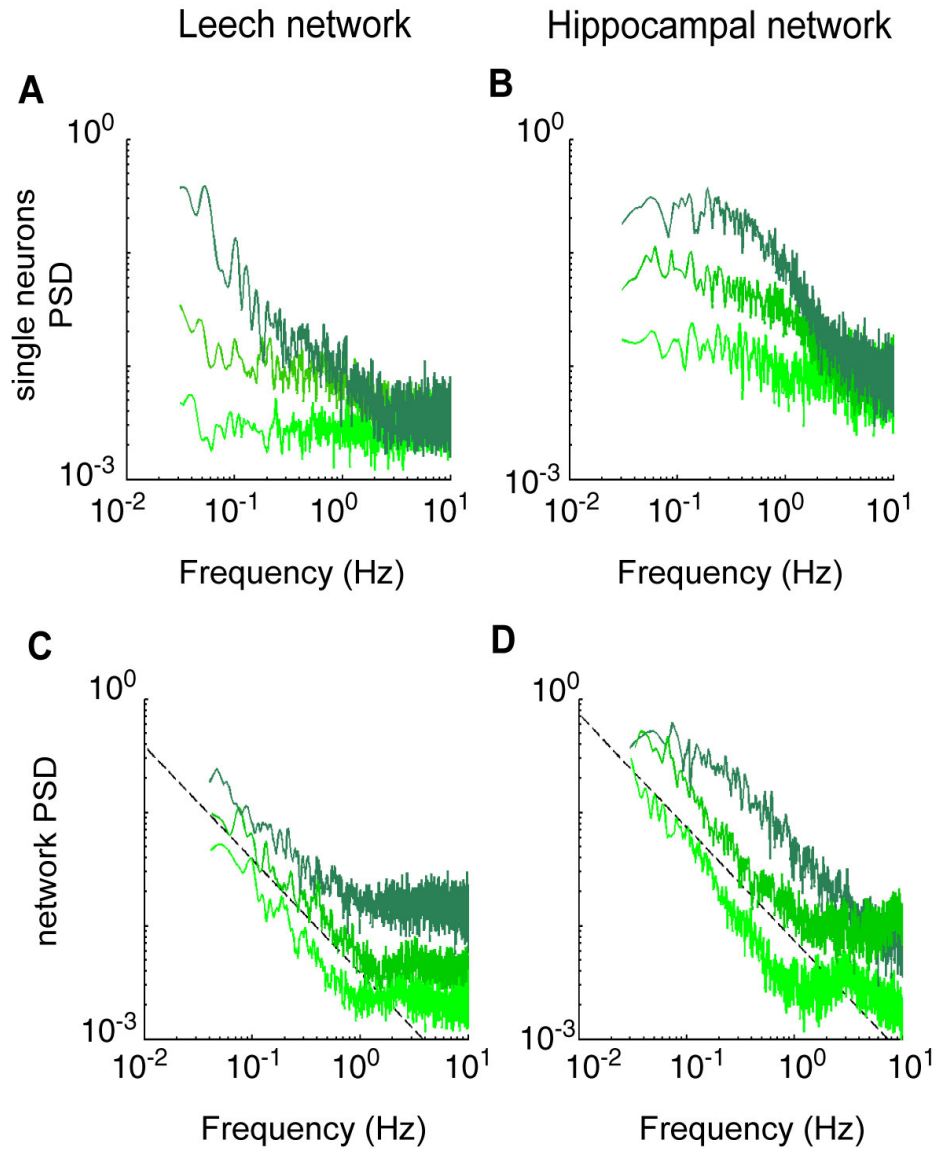 Leech network
Hippocampal network
A
B
single neurons
PSD
10^0
10^-3
10^-2 10^-1 10^0 10^1
Frequency (Hz)
10^0
10^-3
10^-2 10^-1 10^0 10^1
Frequency (Hz)
C
D
network PSD
10^0
10^-3
10^-2 10^-1 10^0 10^1
Frequency (Hz)
10^0
10^-3
10^-2 10^-1 10^0 10^1
Frequency (Hz)